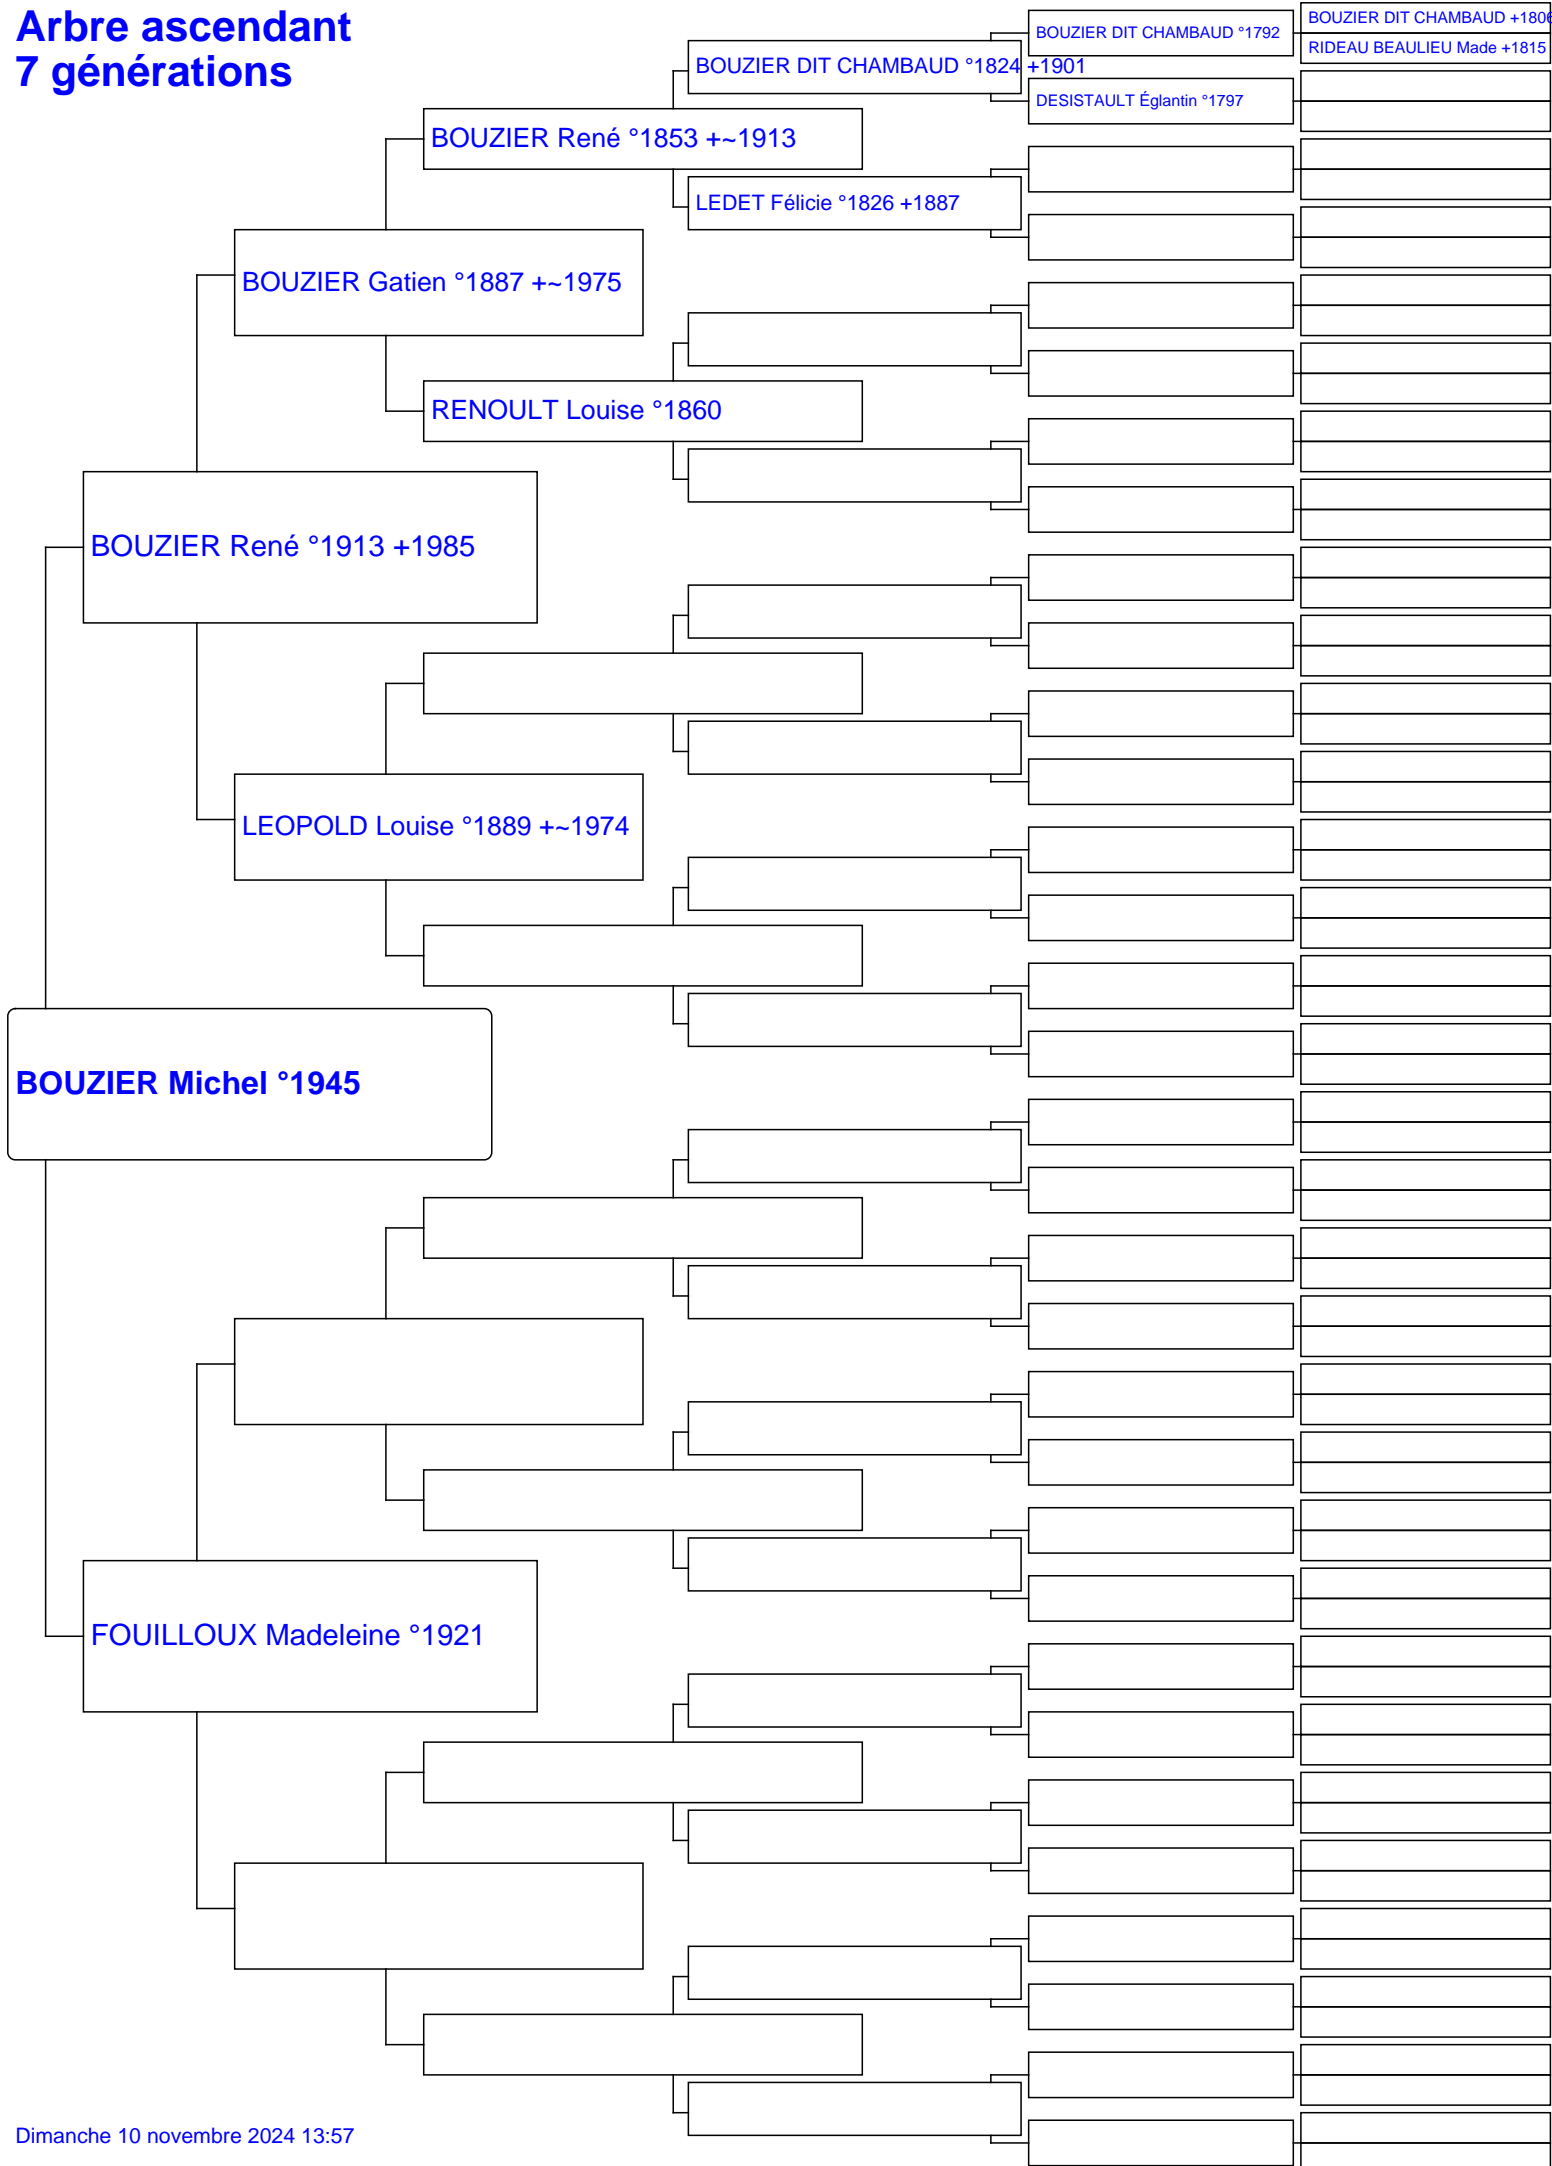 Arbre ascendant
7 générations
BOUZIER DIT CHAMBAUD +1806
BOUZIER DIT CHAMBAUD °1792
RIDEAU BEAULIEU Made +1815
BOUZIER DIT CHAMBAUD °1824 +1901
DESISTAULT Églantin °1797
BOUZIER René °1853 +~1913
LEDET Félicie °1826 +1887
BOUZIER Gatien °1887 +~1975
RENOULT Louise °1860
BOUZIER René °1913 +1985
LEOPOLD Louise °1889 +~1974
BOUZIER Michel °1945
FOUILLOUX Madeleine °1921
Dimanche 10 novembre 2024 13:57